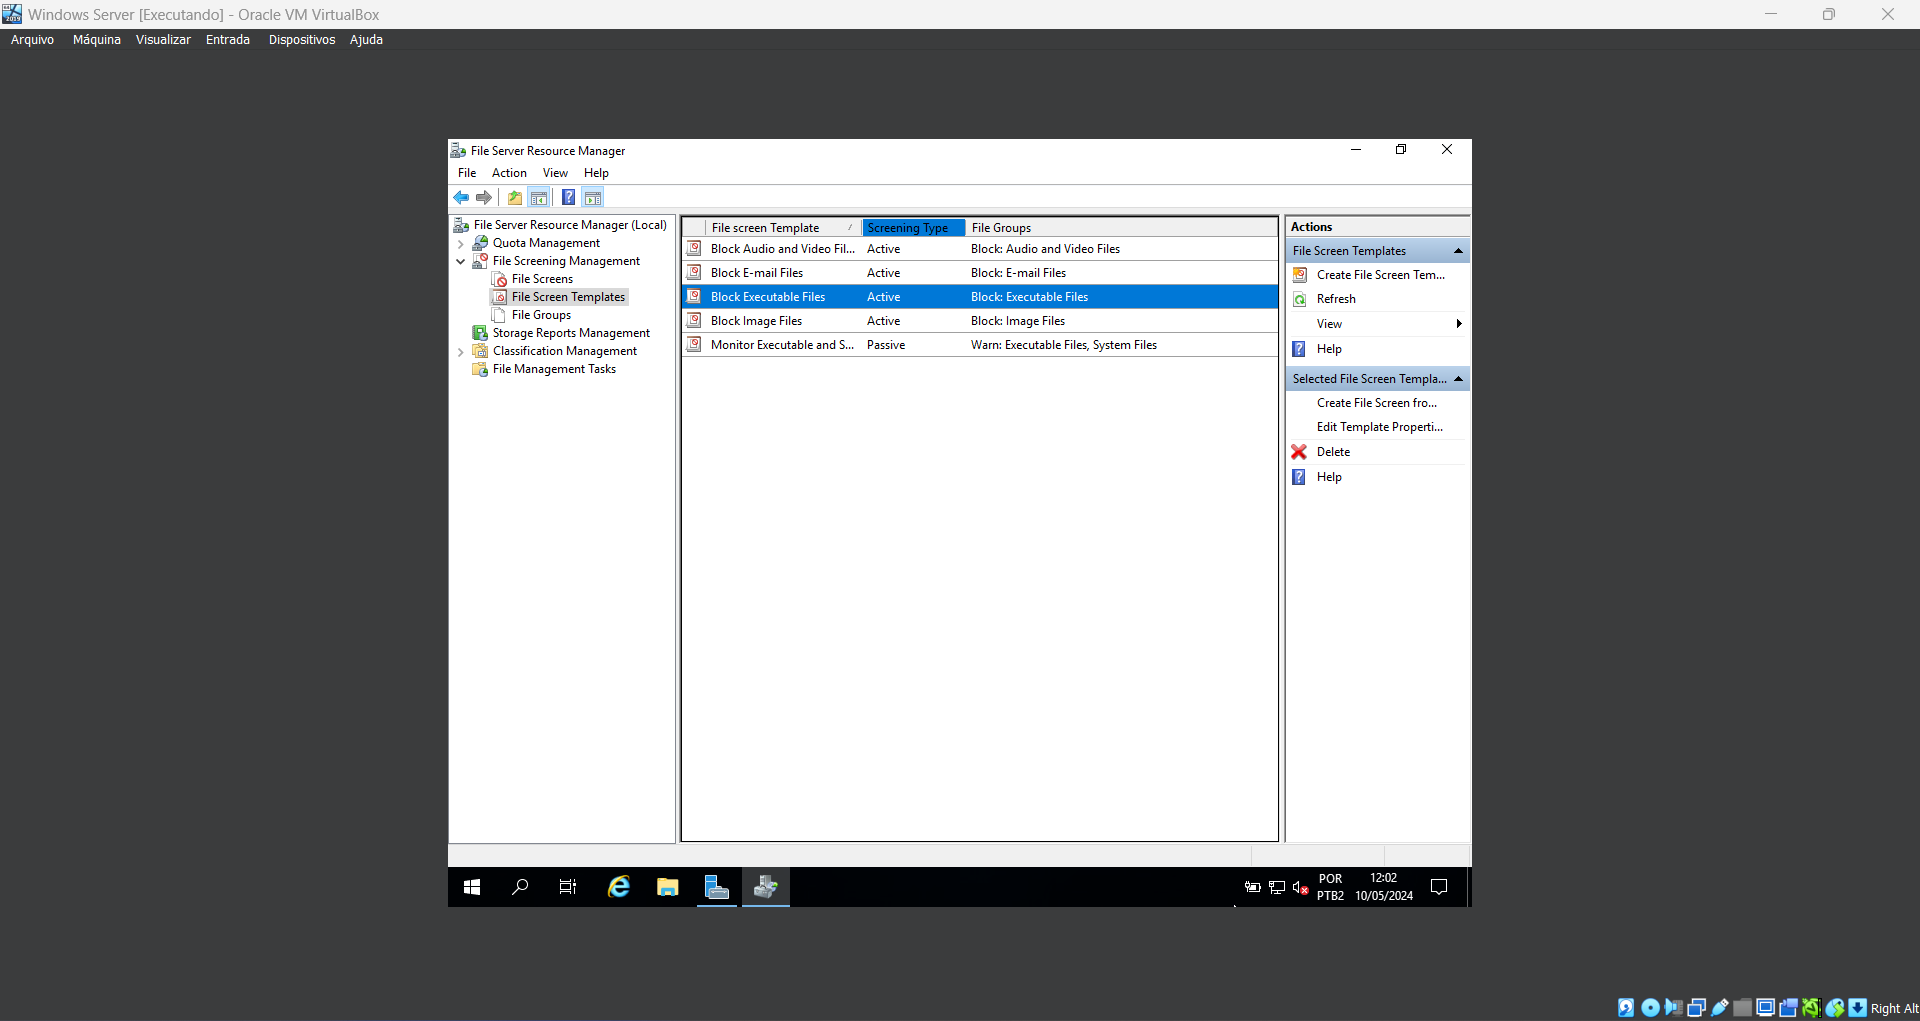 Windows Server [Executando] - Oracle VM VirtualBox
Arquivo Máquina Visualizar Entrada Dispositivos Ajuda
File Server Resource Manager
File Action View Help
File Server Resource Manager (Local)
Quota Management
File Screening Management
File Screens
File Screen Templates
File Groups
Storage Reports Management
Classification Management
File Management Tasks
File screen Template Screening Type File Groups
Block Audio and Video Fil... Active Block: Audio and Video Files
Block E-mail Files Active Block: E-mail Files
Block Executable Files Active Block: Executable Files
Block Image Files Active Block: Image Files
Monitor Executable and S... Passive Warn: Executable Files, System Files
Actions
File Screen Templates
Create File Screen Tem...
Refresh
View
Help
Selected File Screen Templa...
Create File Screen fro...
Edit Template Properti...
Delete
Help
POR 12:02
PTB2 10/05/2024
Right Alt